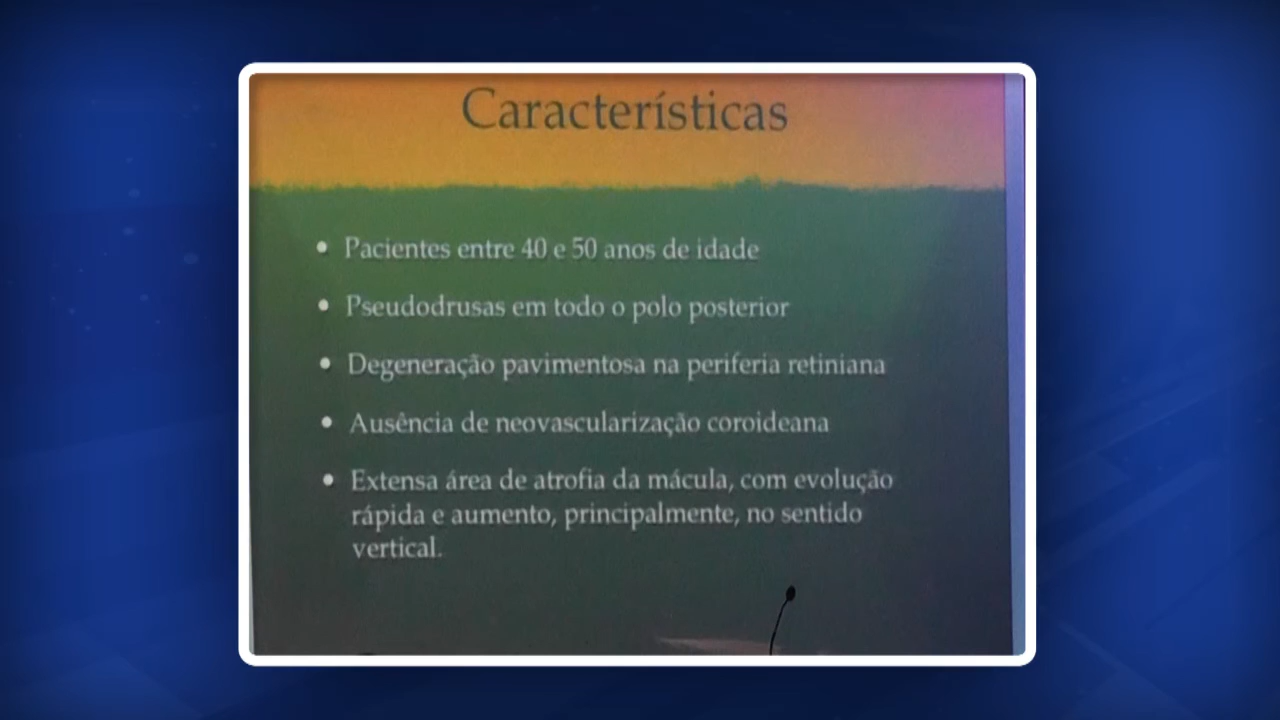 Características
• Pacientes entre 40 e 50 anos de idade
• Pseudodrusas em todo o polo posterior
• Degeneração pavimentosa na periferia retiniana
• Ausência de neovascularização coroideana
• Extensa área de atrofia da mácula, com evolução
rápida e aumento, principalmente, no sentido
vertical.